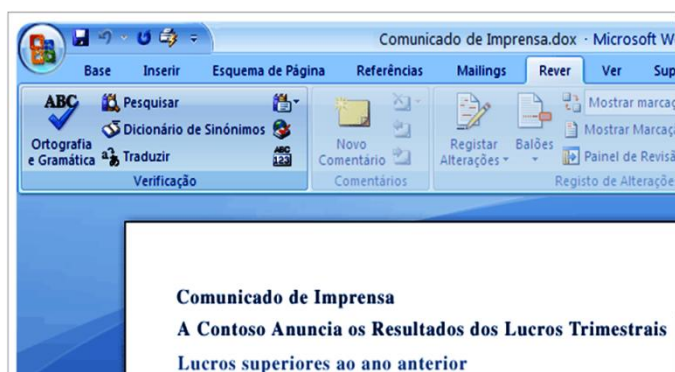 Comunicado de Imprensa.dox - Microsoft W
Base Inserir Esquema de Página Referências Mailings Rever Ver Sup
ABC Ortografia e Gramática
Pesquisar
Dicionário de Sinónimos
Traduzir
ABC 123
Verificação
Novo Comentário
Comentários
Registar Alterações
Balões
Mostrar marcaç
Mostrar Marcaç
Painel de Revisã
Registo de Alteraçõe
Comunicado de Imprensa
A Contoso Anuncia os Resultados dos Lucros Trimestrais
Lucros superiores ao ano anterior